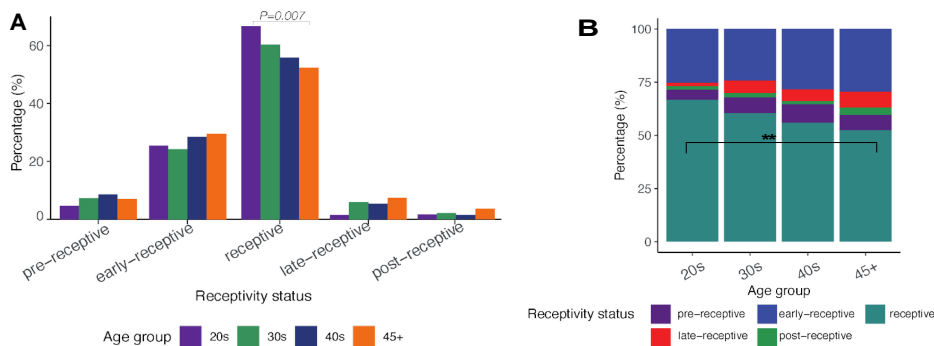 A
P=0.007
Percentage (%)
60
40
20
0
pre-receptive
early-receptive
receptive
late-receptive
post-receptive
Receptivity status
Age group
20s
30s
40s
45+
B
Percentage (%)
100
75
50
25
0
**
20s
30s
40s
45+
Age group
Receptivity status
pre-receptive
early-receptive
receptive
late-receptive
post-receptive